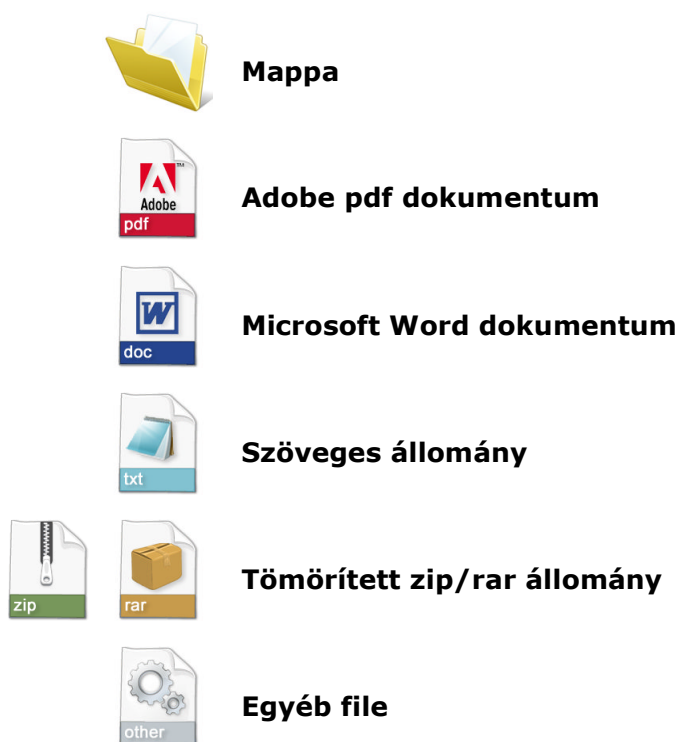 Mappa
Adobe
pdf
Adobe pdf dokumentum
W
doc
Microsoft Word dokumentum
txt
Szöveges állomány
zip
rar
Tömörített zip/rar állomány
other
Egyéb file